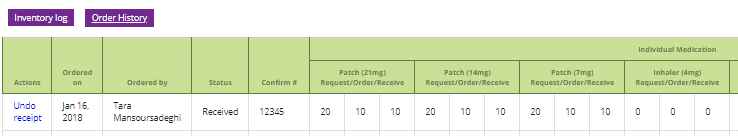 Inventory log Order History
Individual Medication
Actions Ordered on Ordered by Status Confirm # Patch (21mg) Request/Order/Receive Patch (14mg) Request/Order/Receive Patch (7mg) Request/Order/Receive Inhaler (4mg) Request/Order/Receive
Undo receipt Jan 16, 2018 Tara Mansoursadeghi Received 12345 20 10 10 20 10 10 20 10 10 0 0 0